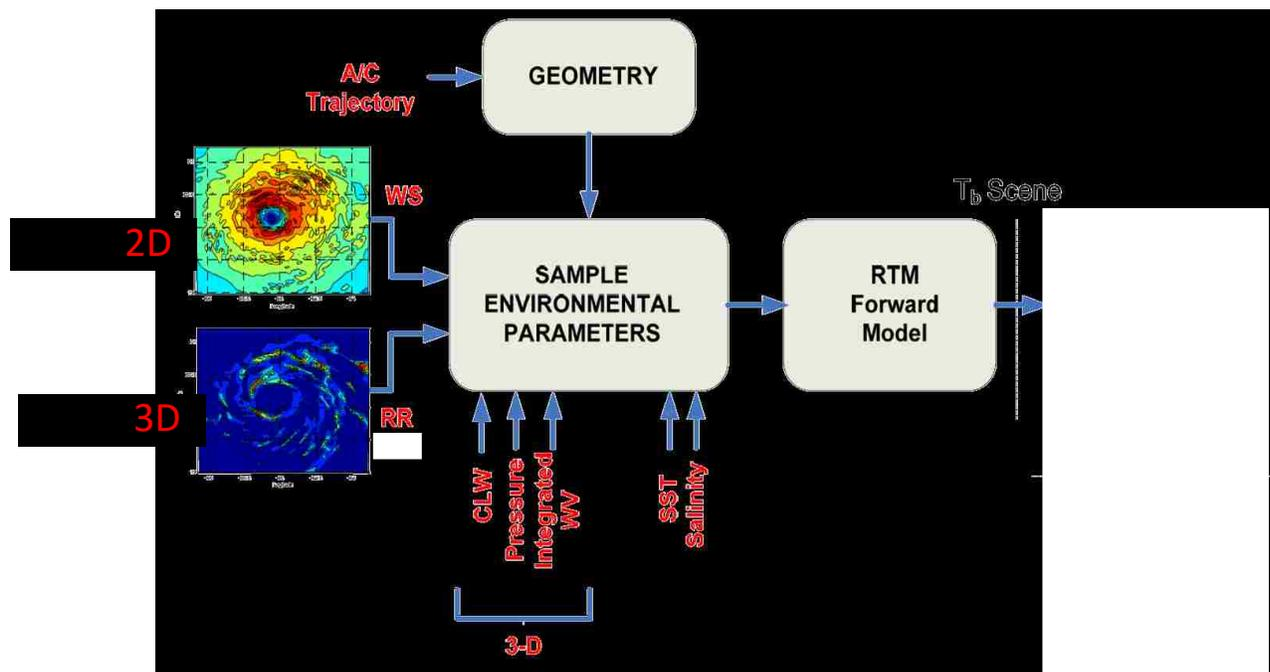 GEOMETRY
A/C
Trajectory
WS
T_b Scene
2D
SAMPLE
ENVIRONMENTAL
PARAMETERS
RTM
Forward
Model
3D
RR
CLW
Pressure
Integrated
WV
SST
Salinity
3-D